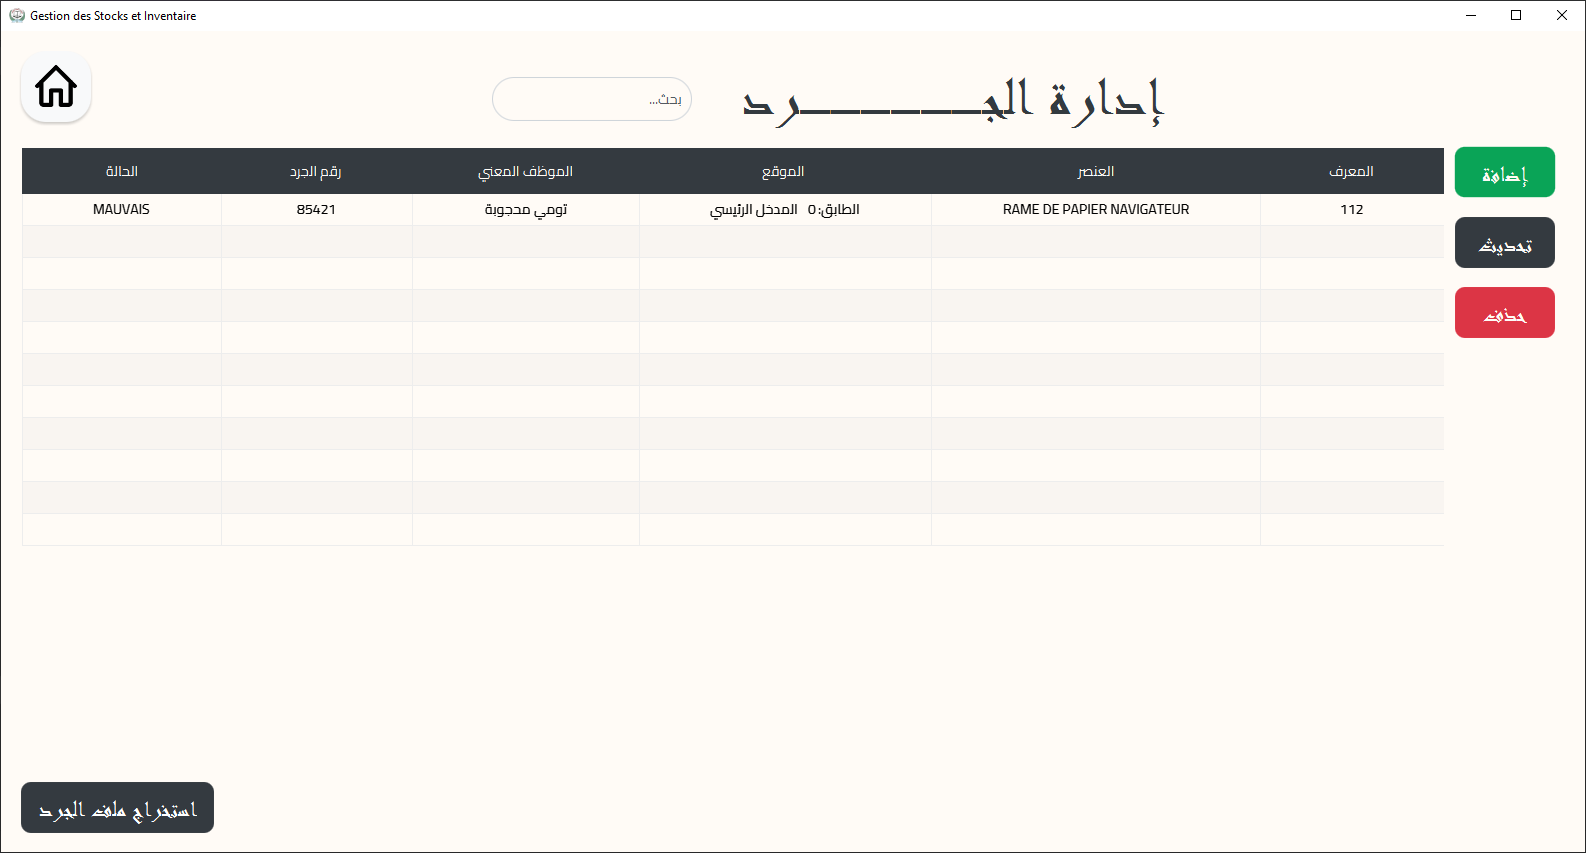 Gestion des Stocks et Inventaire
إدارة الجــــــــــــرد
بحث...
المعرف العنصر الموقع الموظف المعني رقم الجرد الحالة
112 RAME DE PAPIER NAVIGATEUR الطابق: 0 المدخل الرئيسي تومي محجوبة 85421 MAUVAIS
إضافة
تحديث
حذف
استخراج ملف الجرد